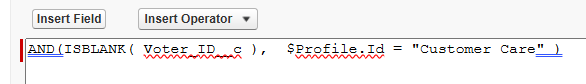 Insert Field Insert Operator
AND(ISBLANK( Voter_ID__c ), $Profile.Id = "Customer Care" )